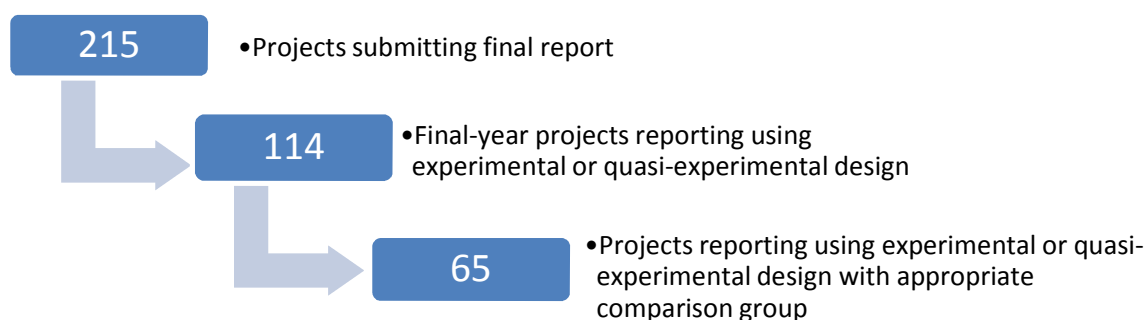 215
•Projects submitting final report
114
•Final-year projects reporting using
experimental or quasi-experimental design
65
•Projects reporting using experimental or quasi-
experimental design with appropriate
comparison group